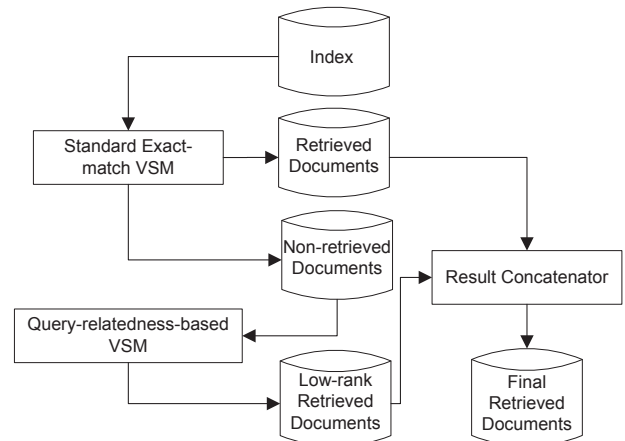 Index
Standard Exact-
match VSM
Retrieved
Documents
Non-retrieved
Documents
Result Concatenator
Query-relatedness-based
VSM
Low-rank
Retrieved
Documents
Final
Retrieved
Documents